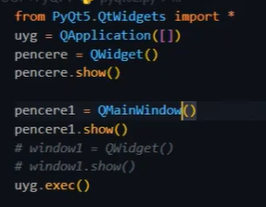 from PyQt5.QtWidgets import *
uyg = QApplication([])
pencere = QWidget()
pencere.show()
pencere1 = QMainWindow()
pencere1.show()
# window1 = QWidget()
# window1.show()
uyg.exec()